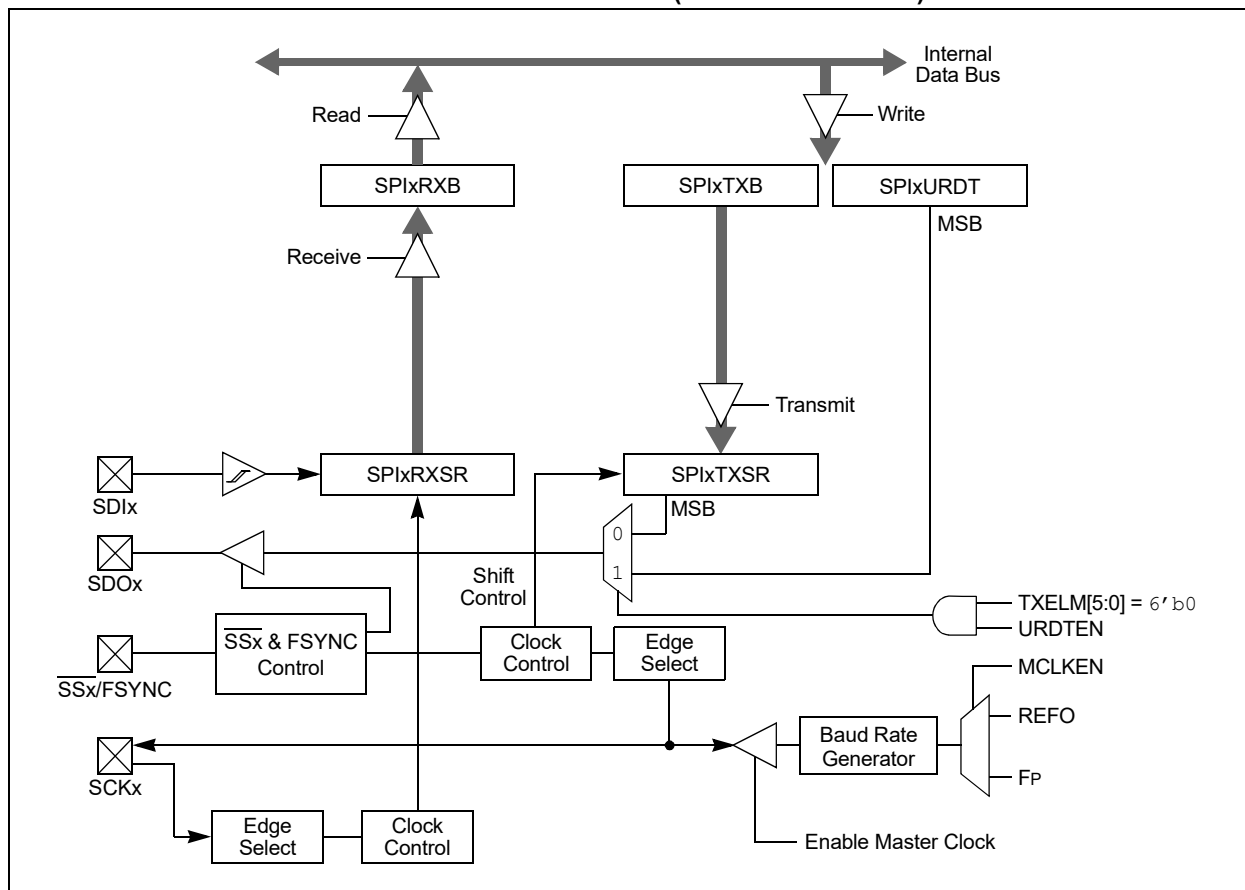 Internal
Data Bus
Read
Write
SPIxRXB
SPIxTXB
SPIxURDT
MSB
Receive
Transmit
SPIxRXSR
SPIxTXSR
SDIx
MSB
0
SDOx
1
Shift
Control
TXELM[5:0] = 6'b0
URDTEN
SSx & FSYNC
Control
Clock
Control
Edge
Select
SSx/FSYNC
MCLKEN
REFO
Baud Rate
Generator
SCKx
FP
Edge
Select
Clock
Control
Enable Master Clock